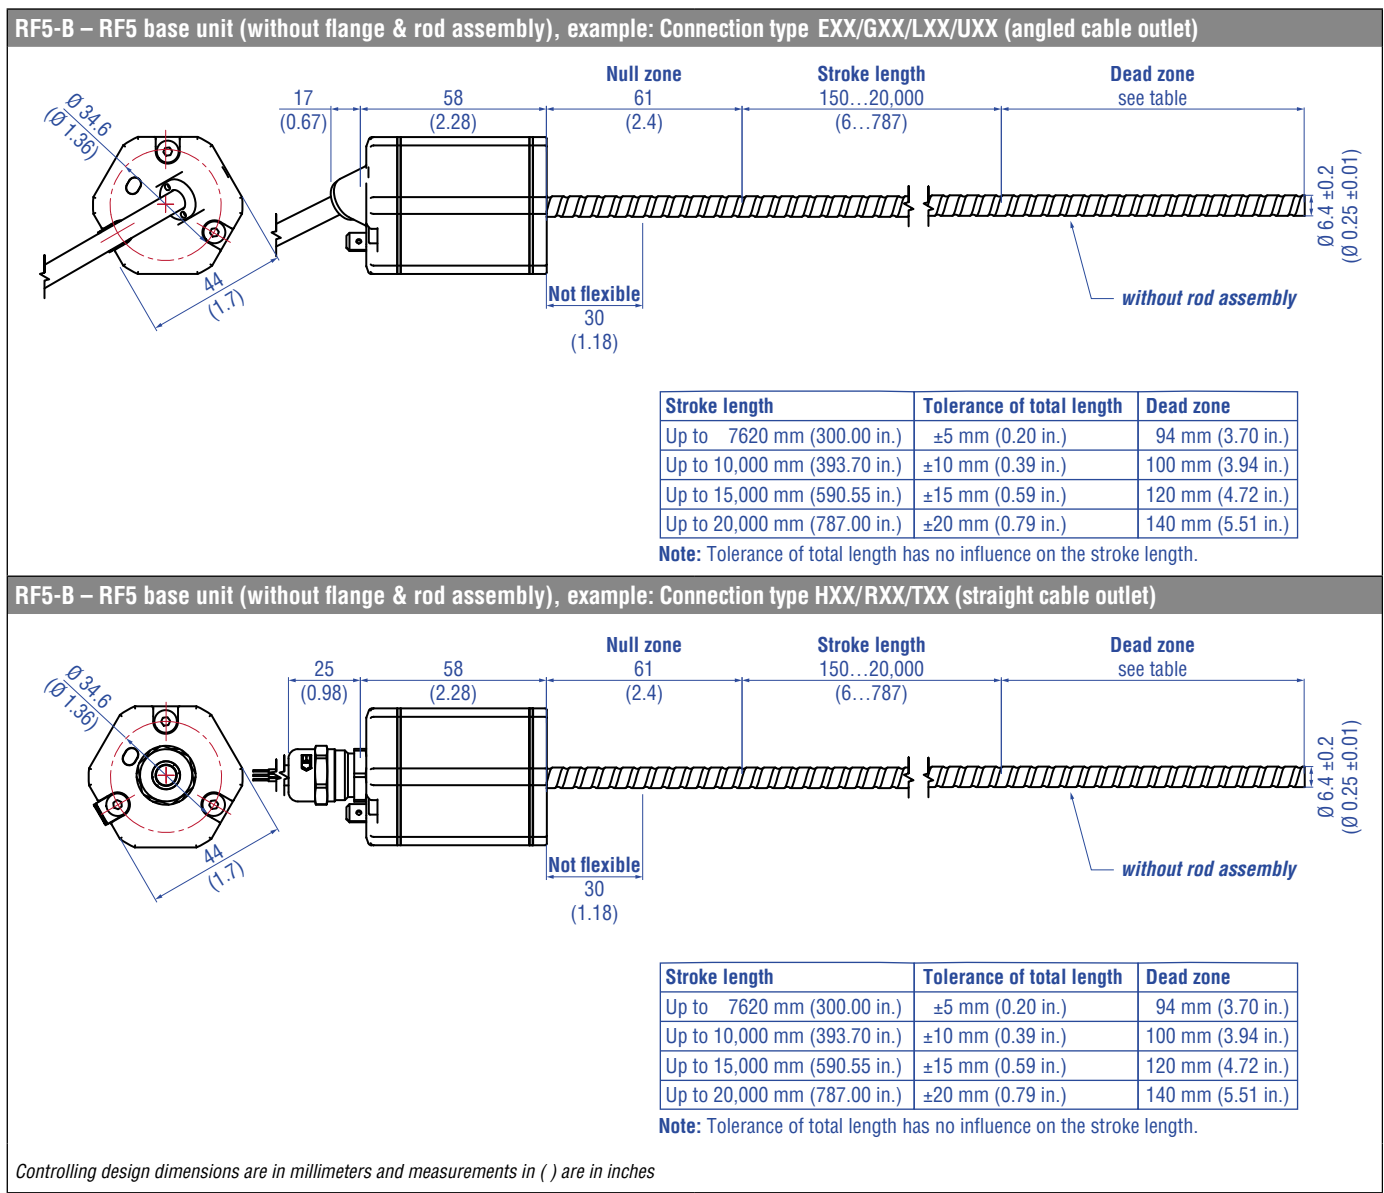 RF5-B – RF5 base unit (without flange & rod assembly), example: Connection type EXX/GXX/LXX/UXX (angled cable outlet)
Null zone
Stroke length
Dead zone
17
58
61
150…20,000
see table
(0.67)
(2.28)
(2.4)
(6…787)
Ø 34.6
(Ø 1.36)
44
(1.7)
Ø 6.4 ±0.2
(Ø 0.25 ±0.01)
Not flexible
30
(1.18)
without rod assembly
Stroke length Tolerance of total length Dead zone
Up to 7620 mm (300.00 in.) ±5 mm (0.20 in.) 94 mm (3.70 in.)
Up to 10,000 mm (393.70 in.) ±10 mm (0.39 in.) 100 mm (3.94 in.)
Up to 15,000 mm (590.55 in.) ±15 mm (0.59 in.) 120 mm (4.72 in.)
Up to 20,000 mm (787.00 in.) ±20 mm (0.79 in.) 140 mm (5.51 in.)
Note: Tolerance of total length has no influence on the stroke length.
RF5-B – RF5 base unit (without flange & rod assembly), example: Connection type HXX/RXX/TXX (straight cable outlet)
Null zone
Stroke length
Dead zone
25
58
61
150…20,000
see table
(0.98)
(2.28)
(2.4)
(6…787)
Ø 34.6
(Ø 1.36)
44
(1.7)
Ø 6.4 ±0.2
(Ø 0.25 ±0.01)
Not flexible
30
(1.18)
without rod assembly
Stroke length Tolerance of total length Dead zone
Up to 7620 mm (300.00 in.) ±5 mm (0.20 in.) 94 mm (3.70 in.)
Up to 10,000 mm (393.70 in.) ±10 mm (0.39 in.) 100 mm (3.94 in.)
Up to 15,000 mm (590.55 in.) ±15 mm (0.59 in.) 120 mm (4.72 in.)
Up to 20,000 mm (787.00 in.) ±20 mm (0.79 in.) 140 mm (5.51 in.)
Note: Tolerance of total length has no influence on the stroke length.
Controlling design dimensions are in millimeters and measurements in ( ) are in inches